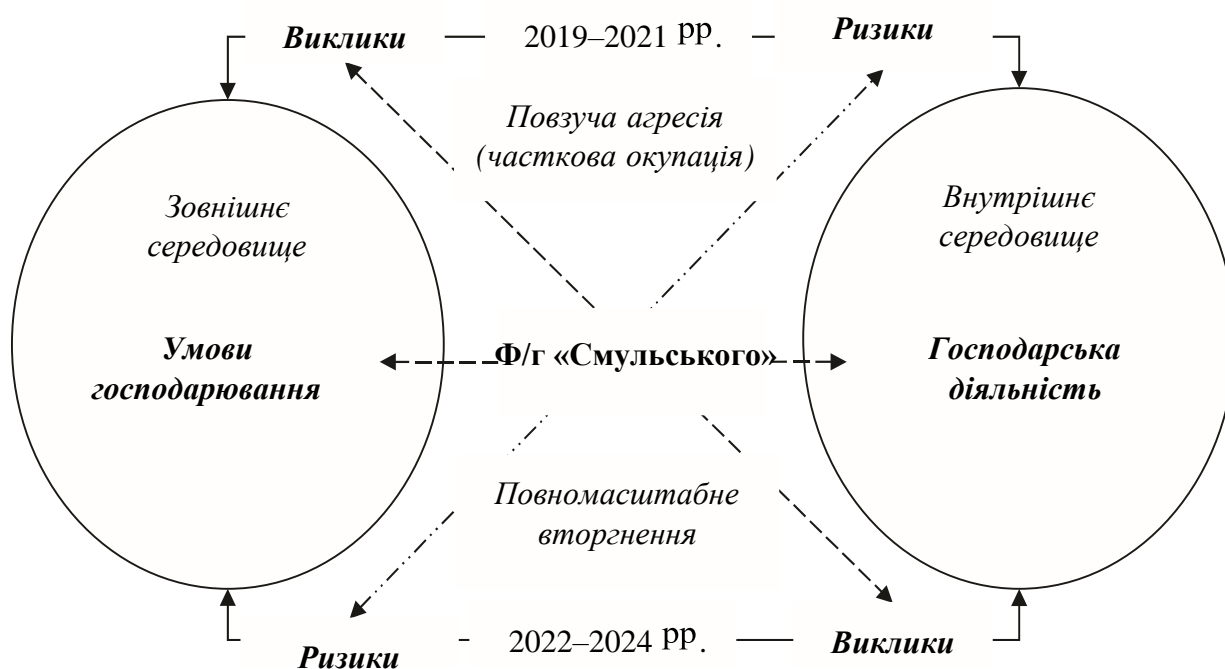 Виклики 2019–2021 рр. Ризики
Повзуча агресія
(часткова окупація)
Зовнішнє
середовище
Внутрішнє
середовище
Умови
господарювання
Ф/г «Смульського»
Господарська
діяльність
Повномасштабне
вторгнення
Ризики 2022–2024 рр. Виклики